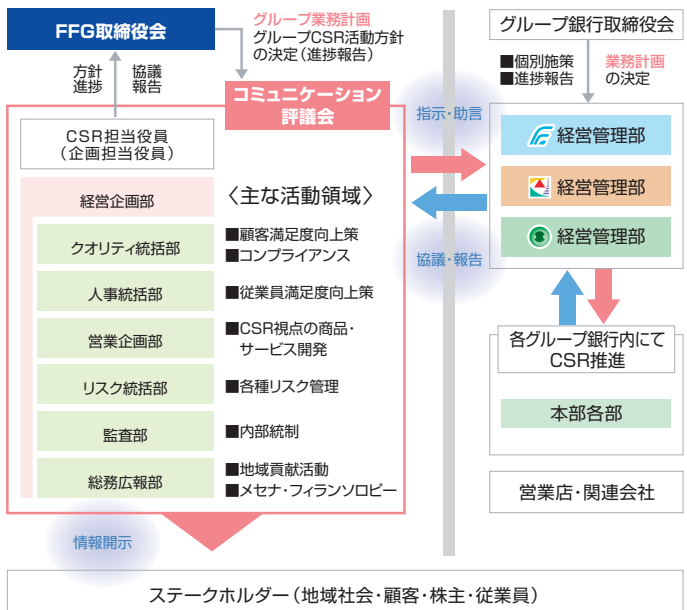 FFG取締役会
グループ業務計画
グループCSR活動方針
の決定(進捗報告)
方針 協議
進捗 報告
コミュニケーション
評議会
CSR担当役員
(企画担当役員)
経営企画部
〈主な活動領域〉
クオリティ統括部
■顧客満足度向上策
■コンプライアンス
人事統括部
■従業員満足度向上策
営業企画部
■CSR視点の商品・
サービス開発
リスク統括部
■各種リスク管理
監査部
■内部統制
総務広報部
■地域貢献活動
■メセナ・フィランソロピー
情報開示
指示・助言
協議・報告
グループ銀行取締役会
■個別施策
■進捗報告
業務計画
の決定
経営管理部
経営管理部
経営管理部
各グループ銀行内にて
CSR推進
本部各部
営業店・関連会社
ステークホルダー(地域社会・顧客・株主・従業員)